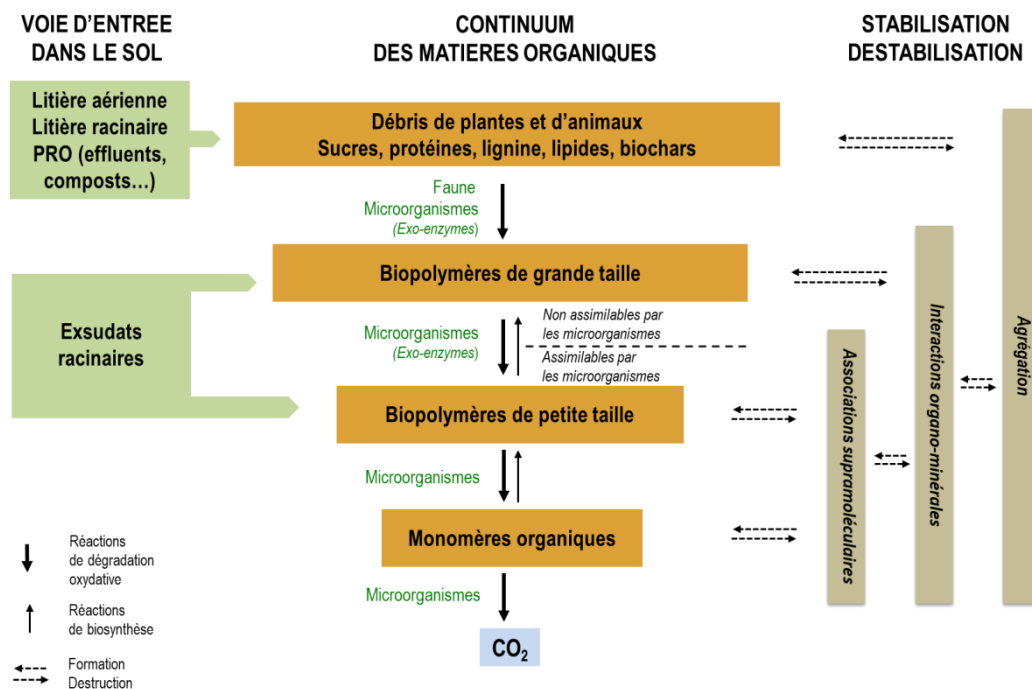 VOIE D'ENTREE
DANS LE SOL
CONTINUUM
DES MATIERES ORGANIQUES
STABILISATION
DESTABILISATION
Litière aérienne
Litière racinaire
PRO (effluents,
composts…)
Débris de plantes et d'animaux
Sucres, protéines, lignine, lipides, biochars
Faune
Microorganismes
(Exo-enzymes)
Biopolymères de grande taille
Exsudats
racinaires
Microorganismes
(Exo-enzymes)
Non assimilables par
les microorganismes
Assimilables par
les microorganismes
Biopolymères de petite taille
Microorganismes
Monomères organiques
Microorganismes
CO2
Associations supramoléculaires
Interactions organo-minérales
Agrégation
Réactions
de dégradation
oxydative
Réactions
de biosynthèse
Formation
Destruction